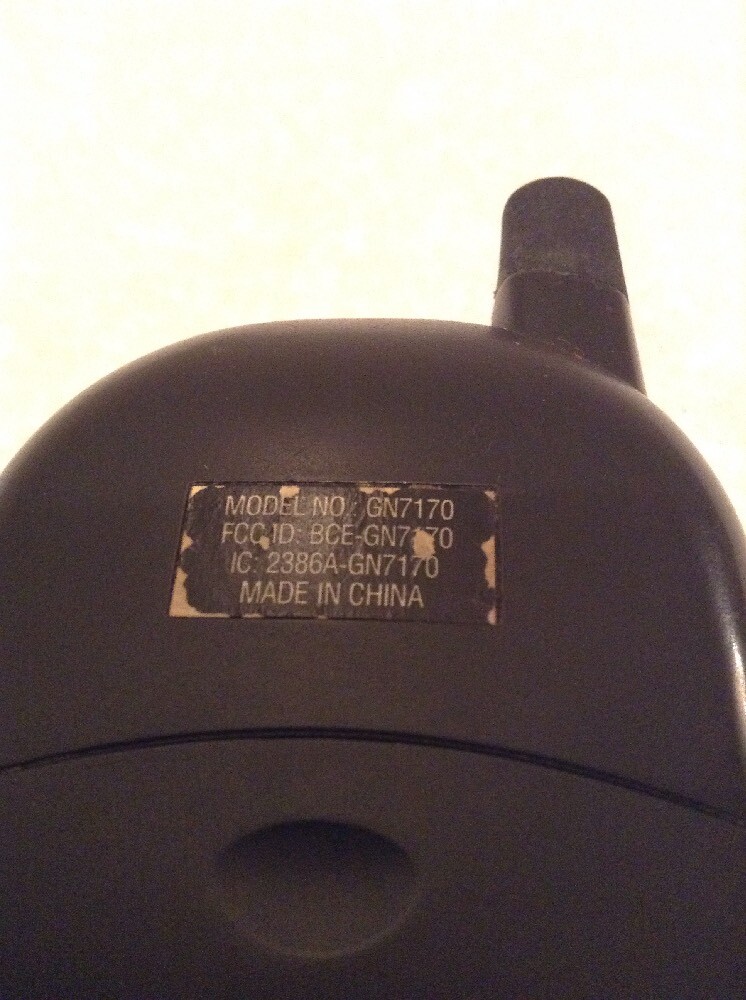 MODEL NO.: GN7170
FCC ID: BCE-GN7170
IC: 2386A-GN7170
MADE IN CHINA